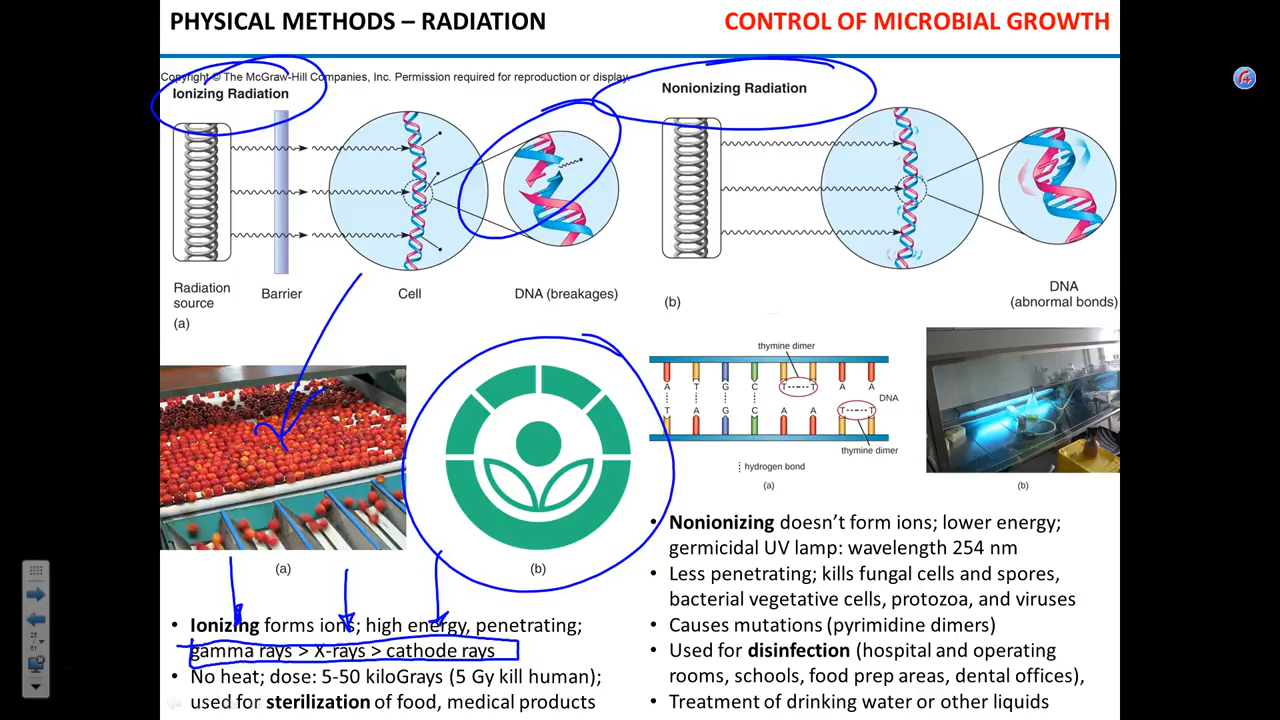 PHYSICAL METHODS – RADIATION
CONTROL OF MICROBIAL GROWTH
Copyright © The McGraw-Hill Companies, Inc. Permission required for reproduction or display.
Ionizing Radiation
Radiation source
Barrier
Cell
DNA (breakages)
(a)
Nonionizing Radiation
(b)
DNA
(abnormal bonds)
(a)
(b)
thymine dimer
A T G C T T A A
DNA
T A G C A A T T
thymine dimer
hydrogen bond
(a)
(b)
• Ionizing forms ions; high energy, penetrating;
gamma rays > X-rays > cathode rays
• No heat; dose: 5-50 kiloGrays (5 Gy kill human);
• used for sterilization of food, medical products
• Nonionizing doesn’t form ions; lower energy;
germicidal UV lamp: wavelength 254 nm
• Less penetrating; kills fungal cells and spores,
bacterial vegetative cells, protozoa, and viruses
• Causes mutations (pyrimidine dimers)
• Used for disinfection (hospital and operating
rooms, schools, food prep areas, dental offices),
• Treatment of drinking water or other liquids
25
/
51